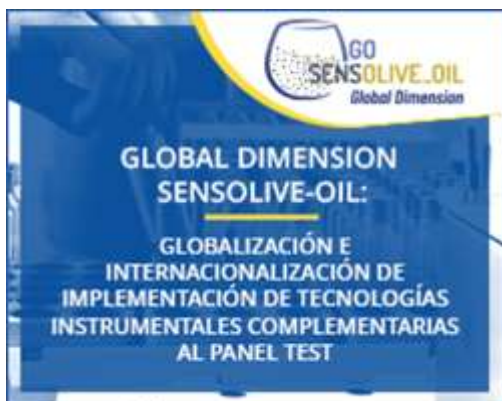 GO
SENSOLIVE_OIL
Global Dimension
GLOBAL DIMENSION
SENSOLIVE-OIL:
GLOBALIZACIÓN E
INTERNACIONALIZACIÓN DE
IMPLEMENTACIÓN DE TECNOLOGÍAS
INSTRUMENTALES COMPLEMENTARIAS
AL PANEL TEST